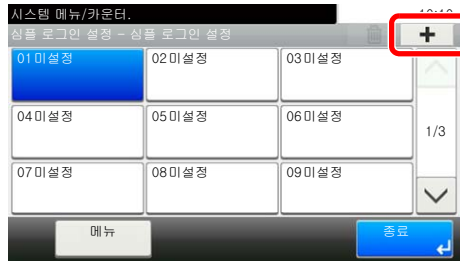 시스템 메뉴/카운터.
심플 로그인 설정 - 심플 로그인 설정
+
01미설정 02미설정 03미설정
04미설정 05미설정 06미설정
1/3
07미설정 08미설정 09미설정
메뉴 종료